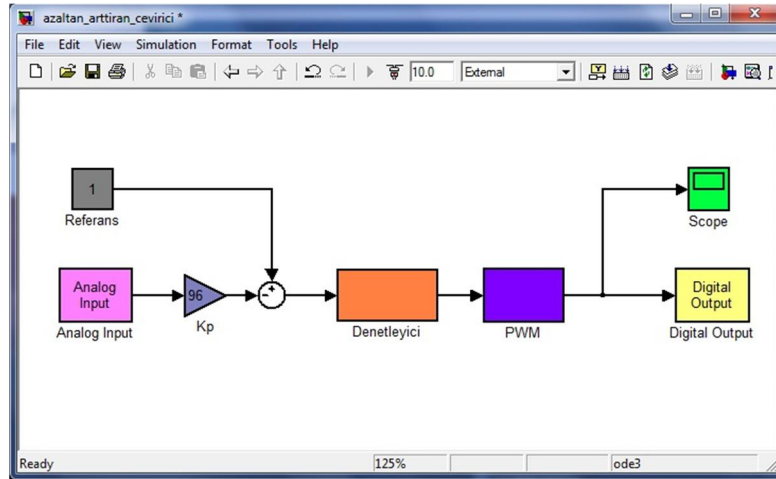 azaltan_arttiran_cevirici *
File Edit View Simulation Format Tools Help
10.0 External
1
Referans
Scope
Analog
Input
Analog Input
96
Kp
Denetleyici
PWM
Digital
Output
Digital Output
Ready 125% ode3